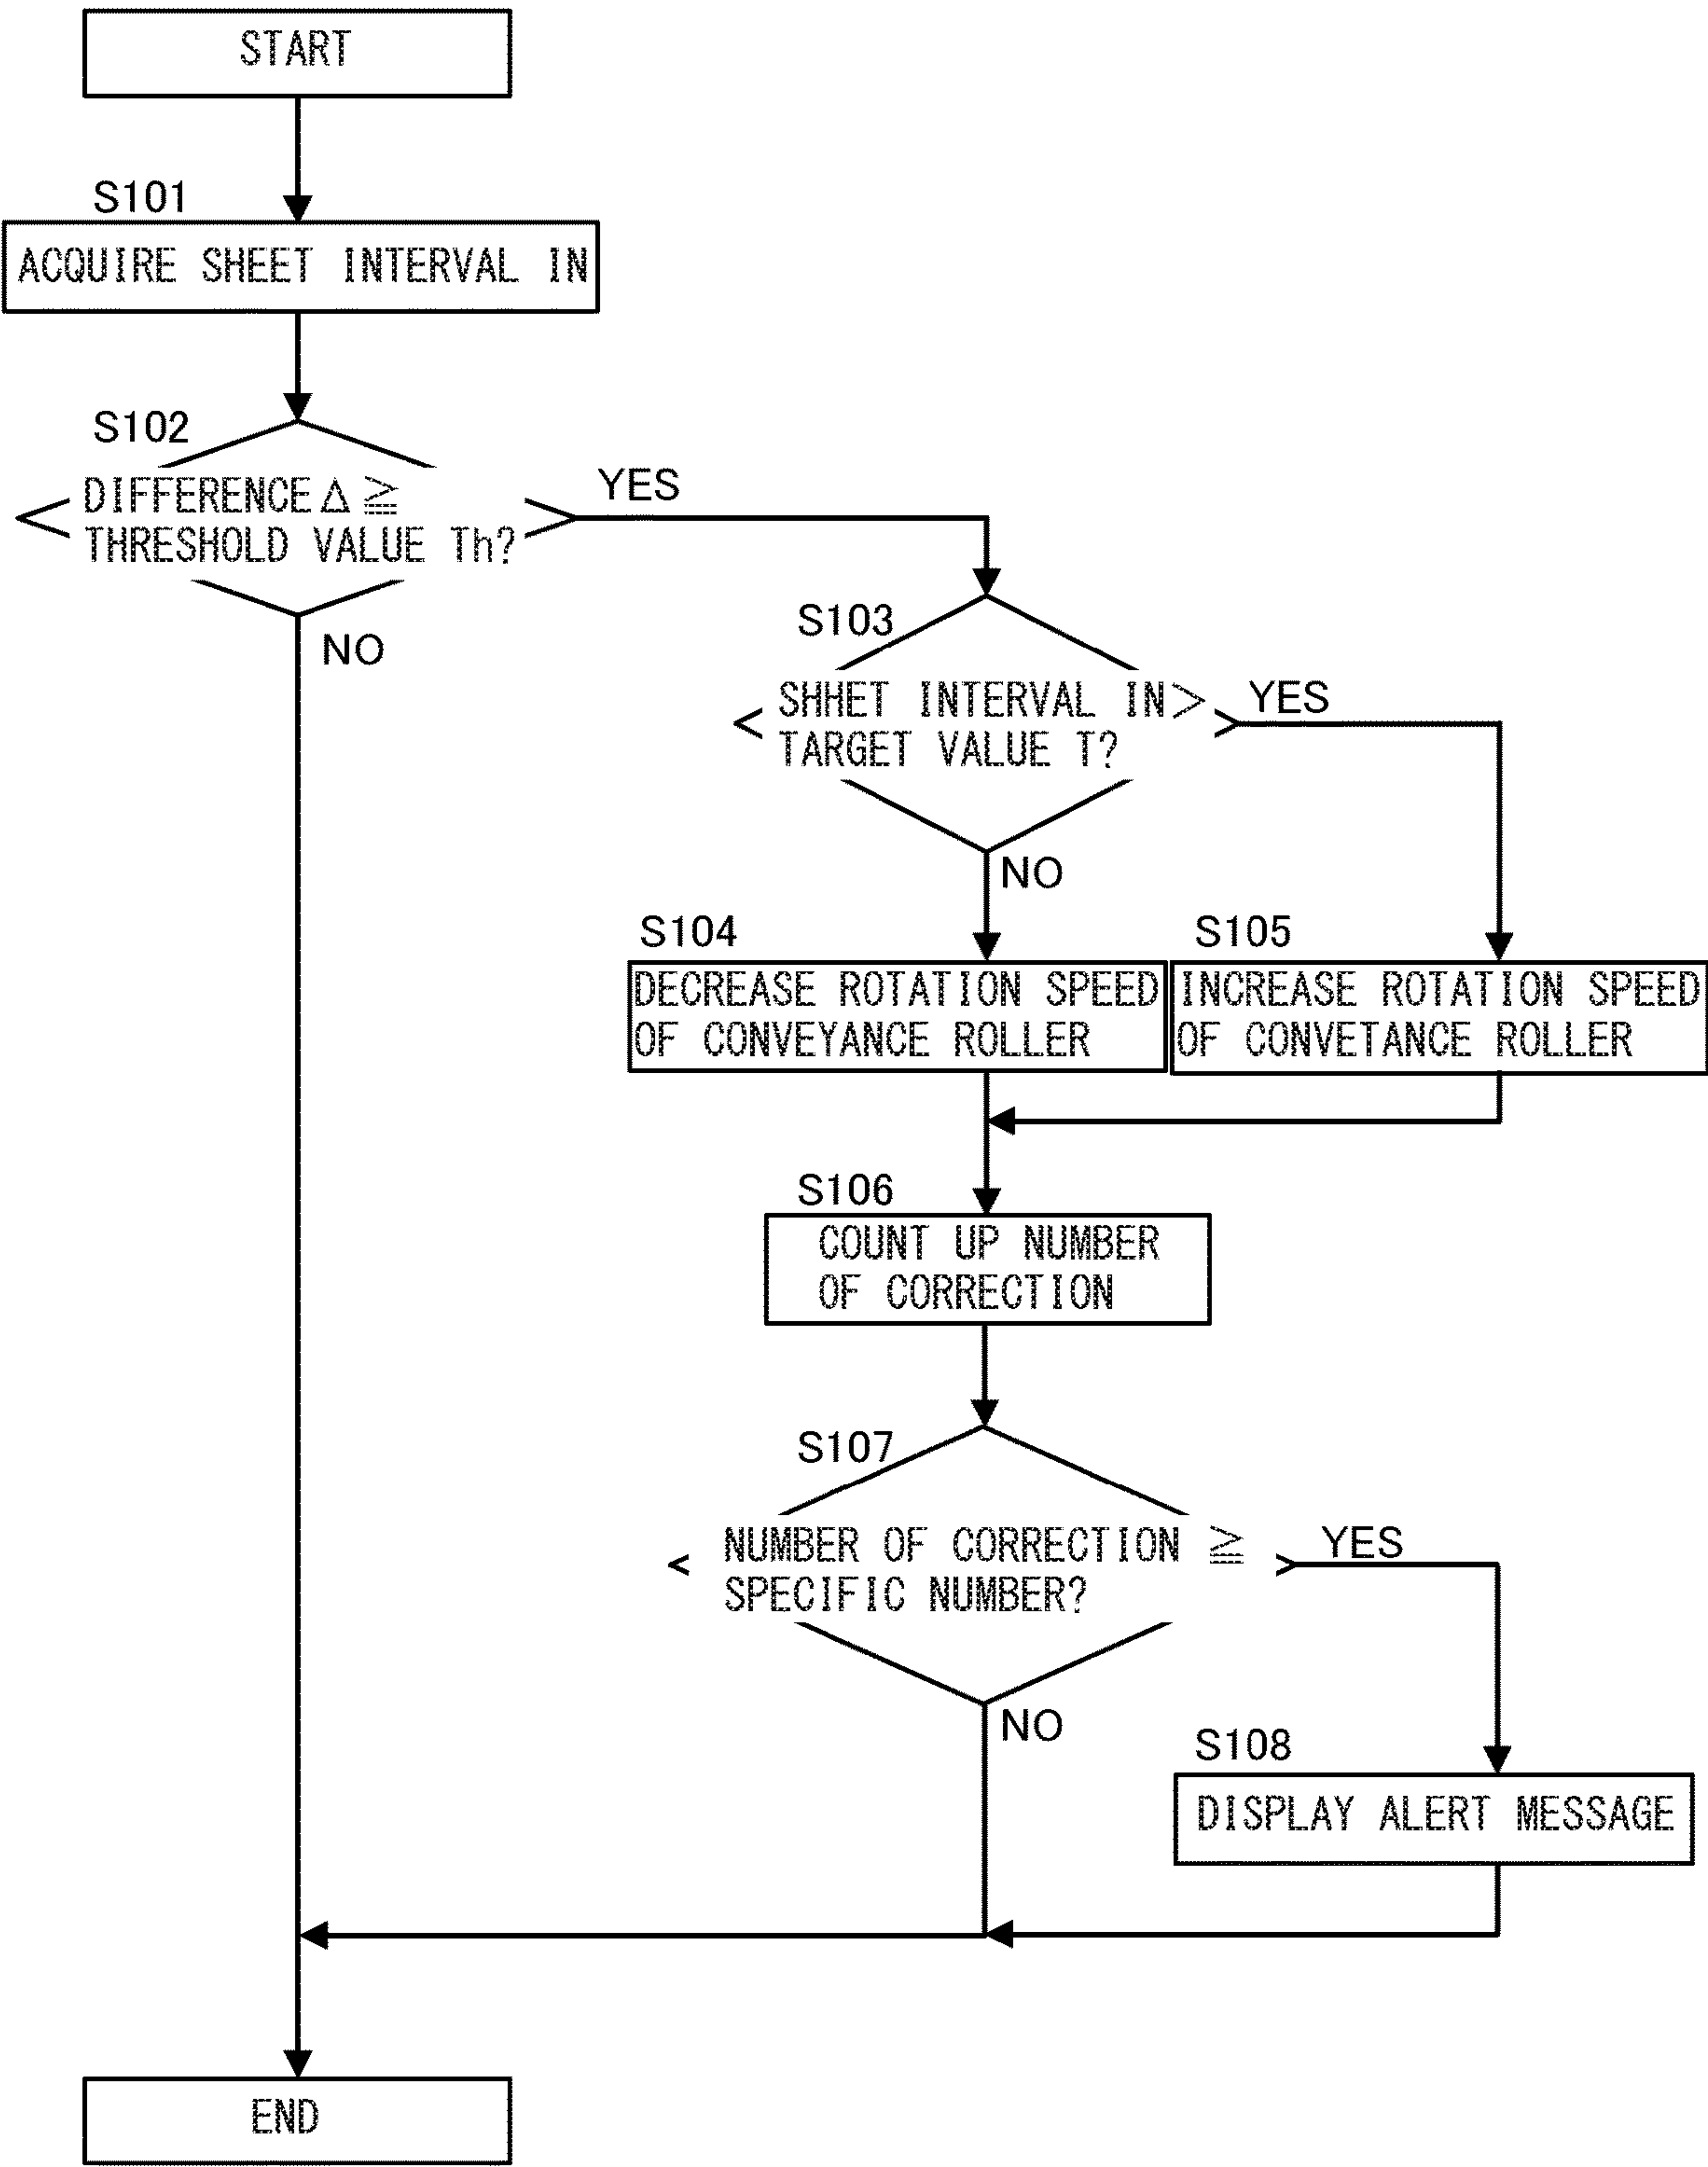 START
S101
ACQUIRE SHEET INTERVAL IN
S102
DIFFERENCE Δ ≧
THRESHOLD VALUE Th?
YES
NO
S103
SHHET INTERVAL IN>
TARGET VALUE T?
YES
NO
S104
DECREASE ROTATION SPEED
OF CONVEYANCE ROLLER
S105
INCREASE ROTATION SPEED
OF CONVETANCE ROLLER
S106
COUNT UP NUMBER
OF CORRECTION
S107
NUMBER OF CORRECTION ≧
SPECIFIC NUMBER?
YES
NO
S108
DISPLAY ALERT MESSAGE
END